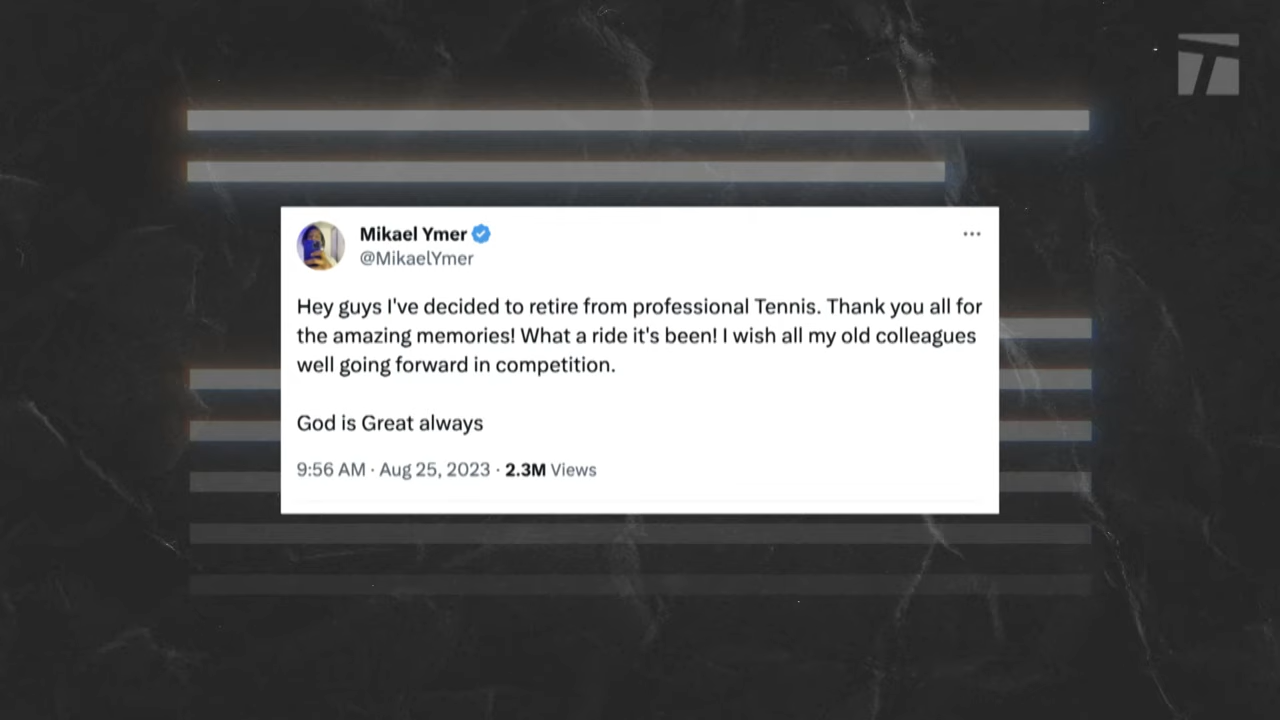 Mikael Ymer
@MikaelYmer
Hey guys I've decided to retire from professional Tennis. Thank you all for
the amazing memories! What a ride it's been! I wish all my old colleagues
well going forward in competition.
God is Great always
9:56 AM · Aug 25, 2023 · 2.3M Views